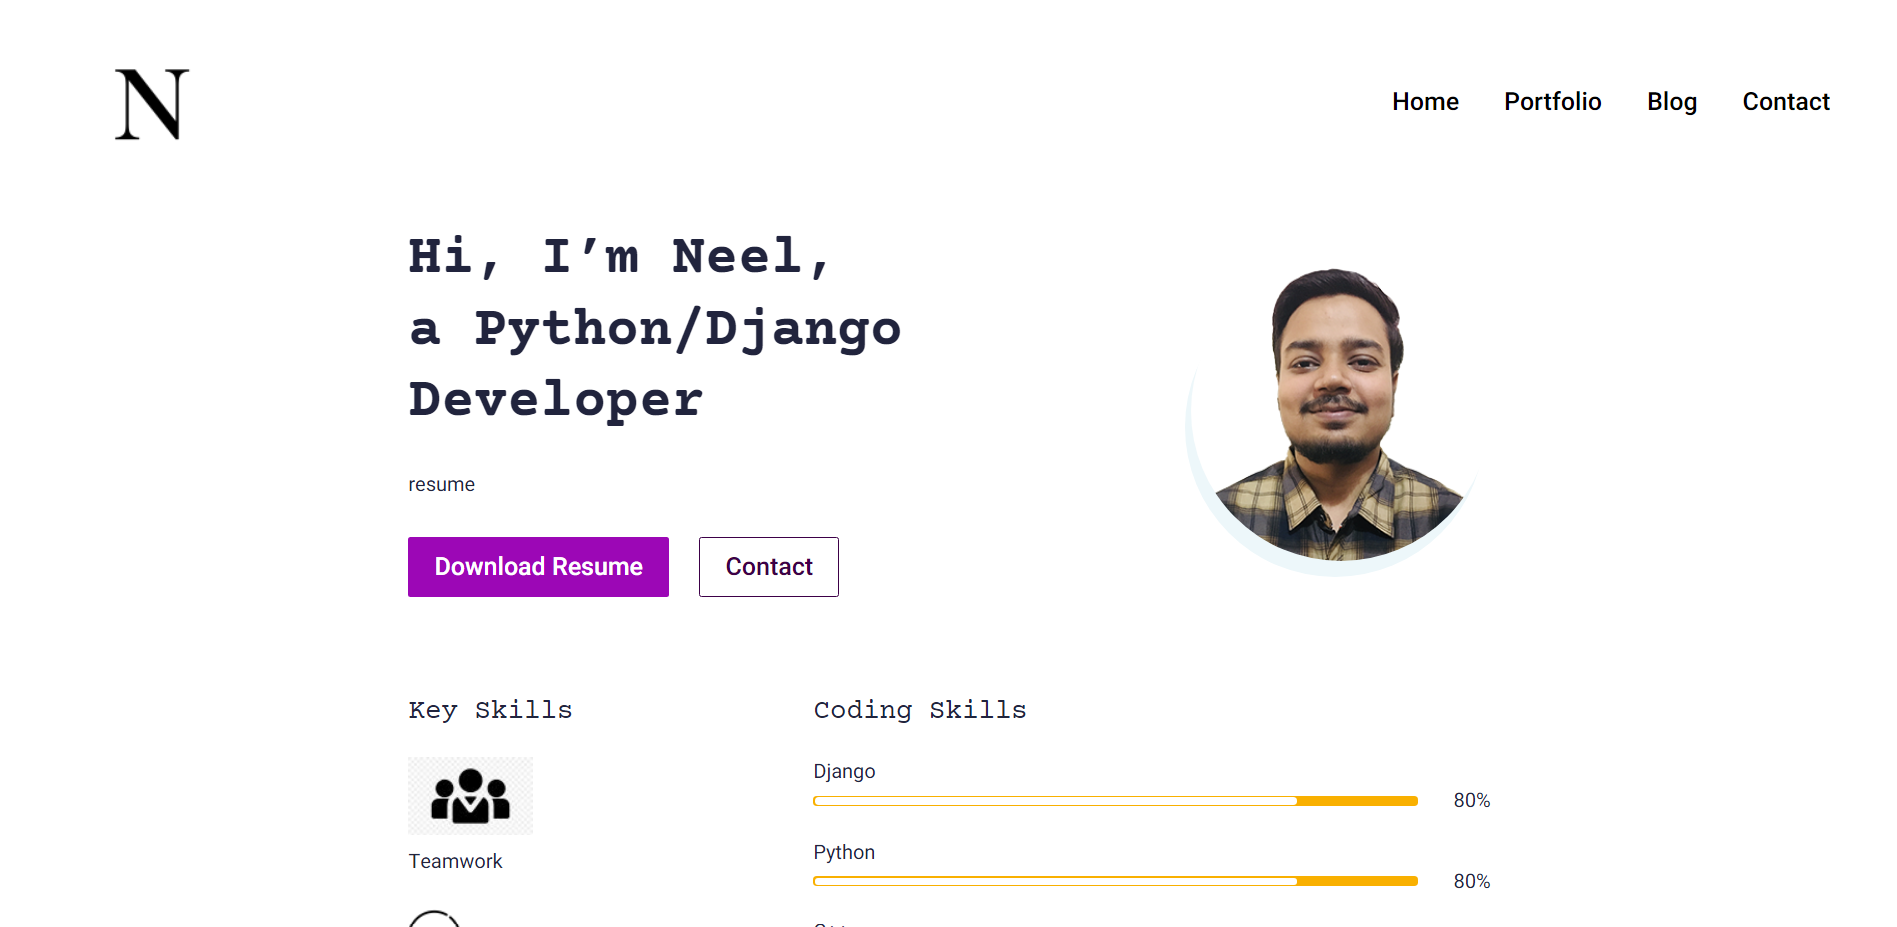 N
Home Portfolio Blog Contact
Hi, I’m Neel,
a Python/Django
Developer
resume
Download Resume Contact
Key Skills
Coding Skills
Django
80%
Teamwork
Python
80%